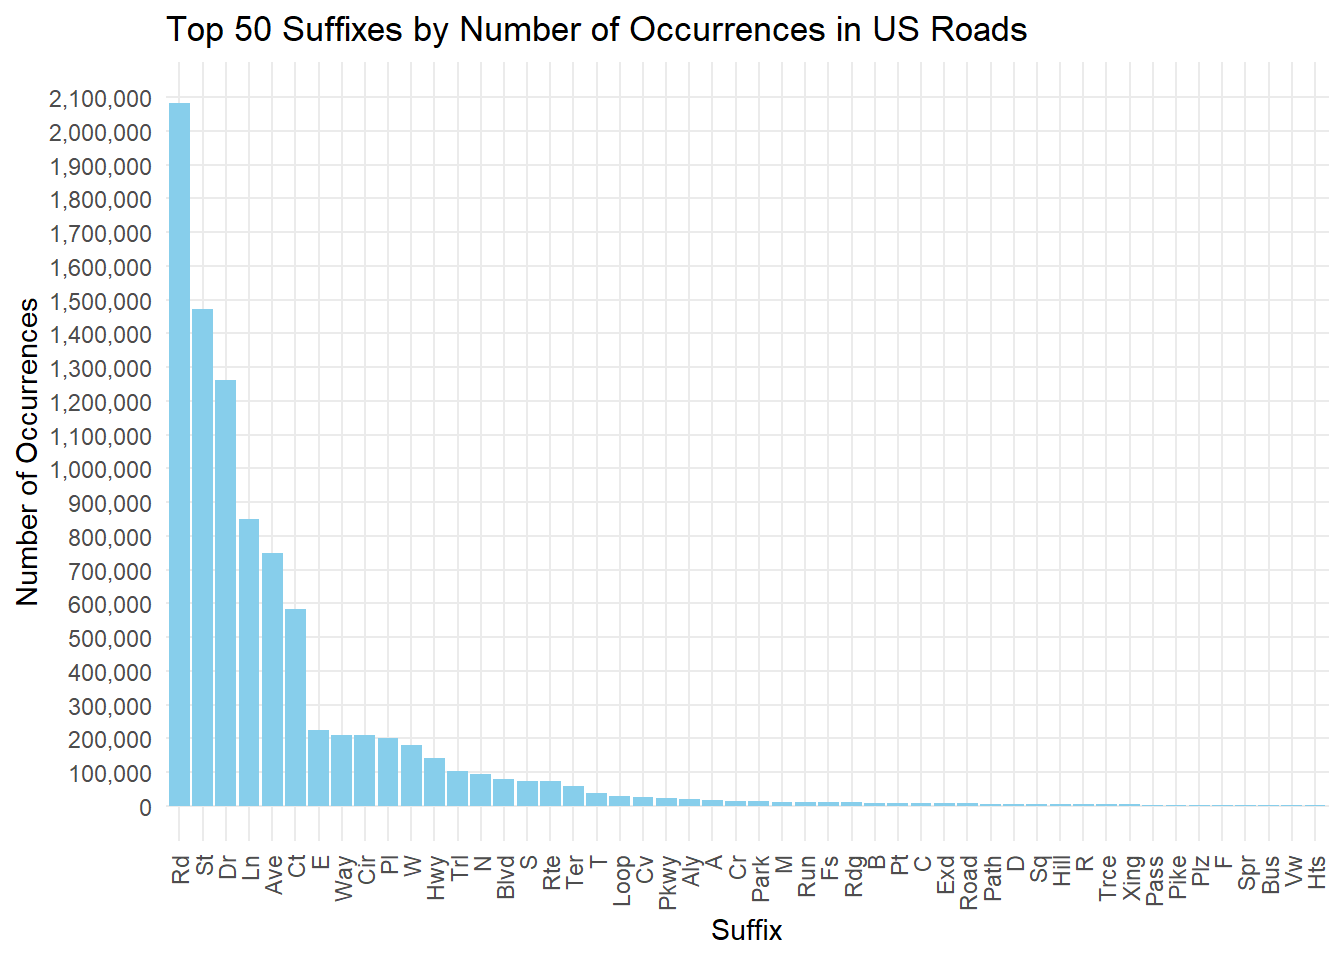 Top 50 Suffixes by Number of Occurrences in US Roads
2,100,000
2,000,000
1,900,000
1,800,000
1,700,000
1,600,000
1,500,000
1,400,000
1,300,000
1,200,000
1,100,000
1,000,000
900,000
800,000
700,000
600,000
500,000
400,000
300,000
200,000
100,000
0
Number of Occurrences
Rd
St
Dr
Ln
Ave
Ct
E
Way
Cir
Pl
W
Hwy
Trl
N
Blvd
S
Rte
Ter
T
Loop
Cv
Pkwy
Aly
A
Cr
Park
M
Run
Fs
Rdg
B
Pt
C
Exd
Road
Path
D
Sq
Hill
R
Trce
Xing
Pass
Pike
Plz
F
Spr
Bus
Vw
Hts
Suffix